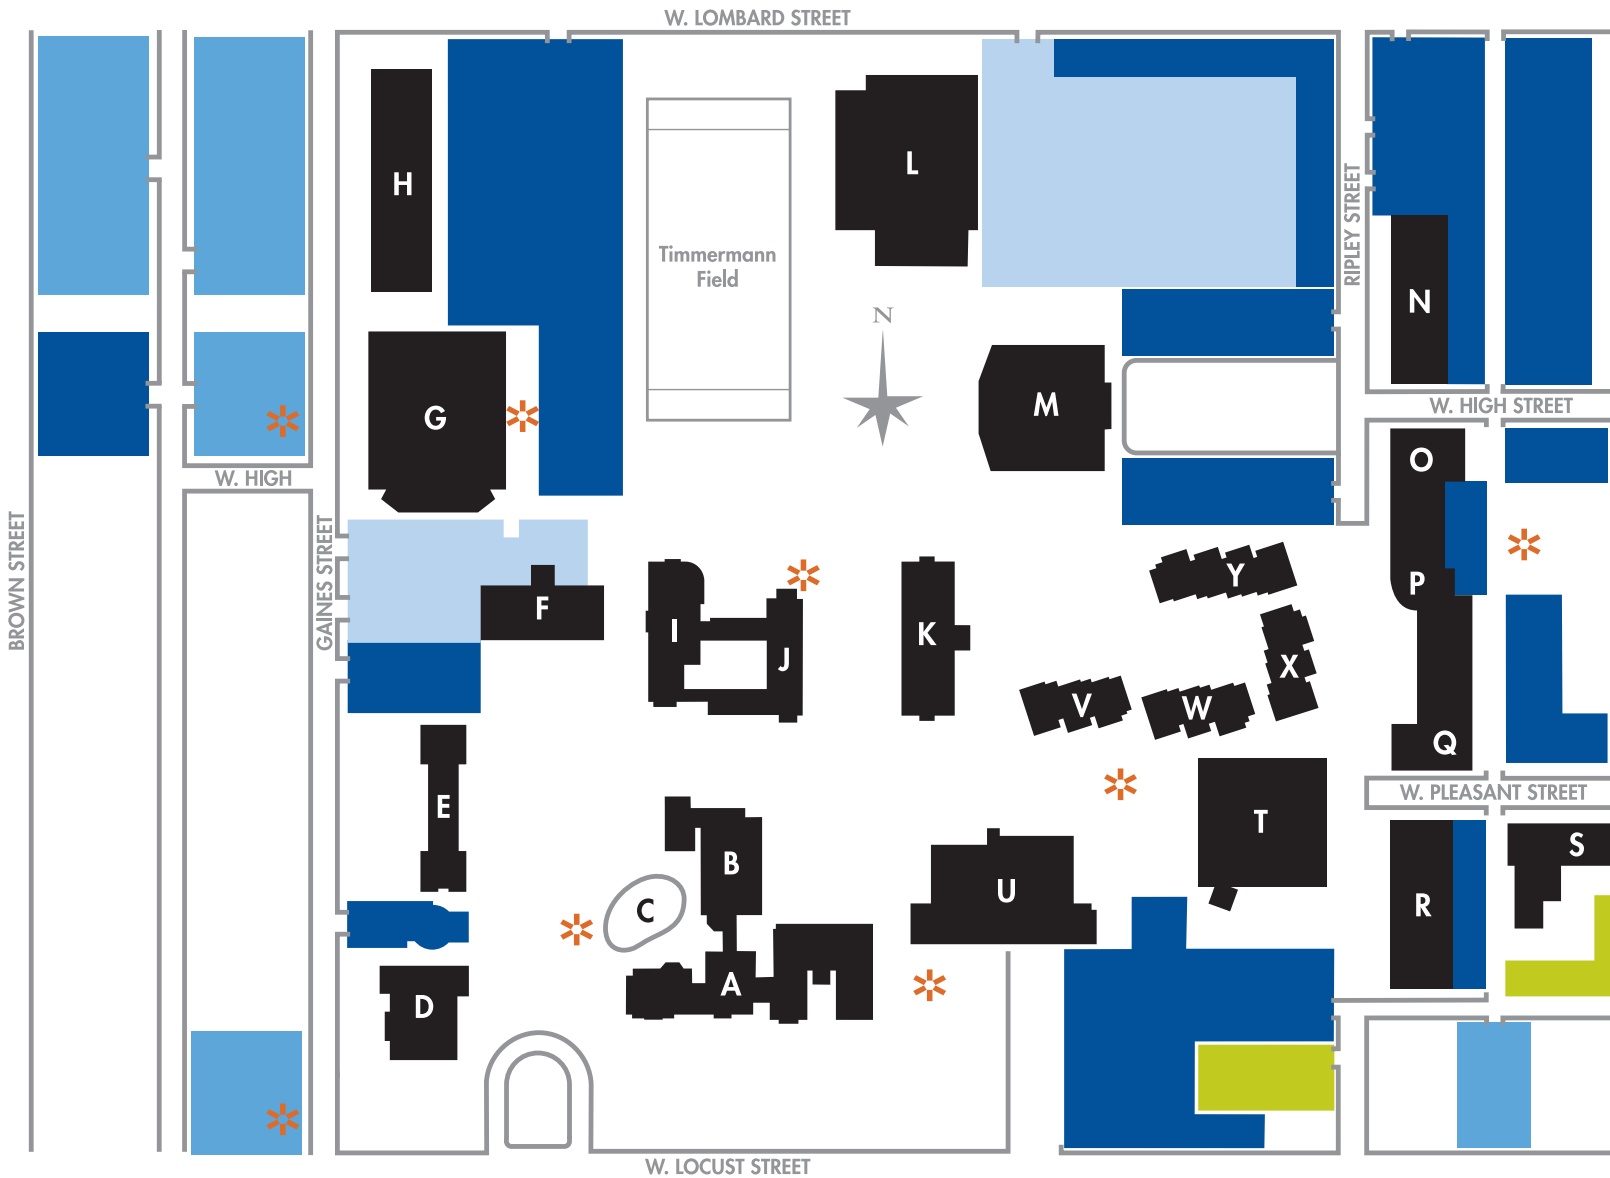 W. LOMBARD STREET
H
L
Timmermann
Field
RIPLEY STREET
N
N
G
M
W. HIGH STREET
O
W. HIGH
BROWN STREET
GAINES STREET
F
I
J
K
Y
X
V
W
P
Q
E
B
C
A
D
U
T
W. PLEASANT STREET
R
S
W. LOCUST STREET